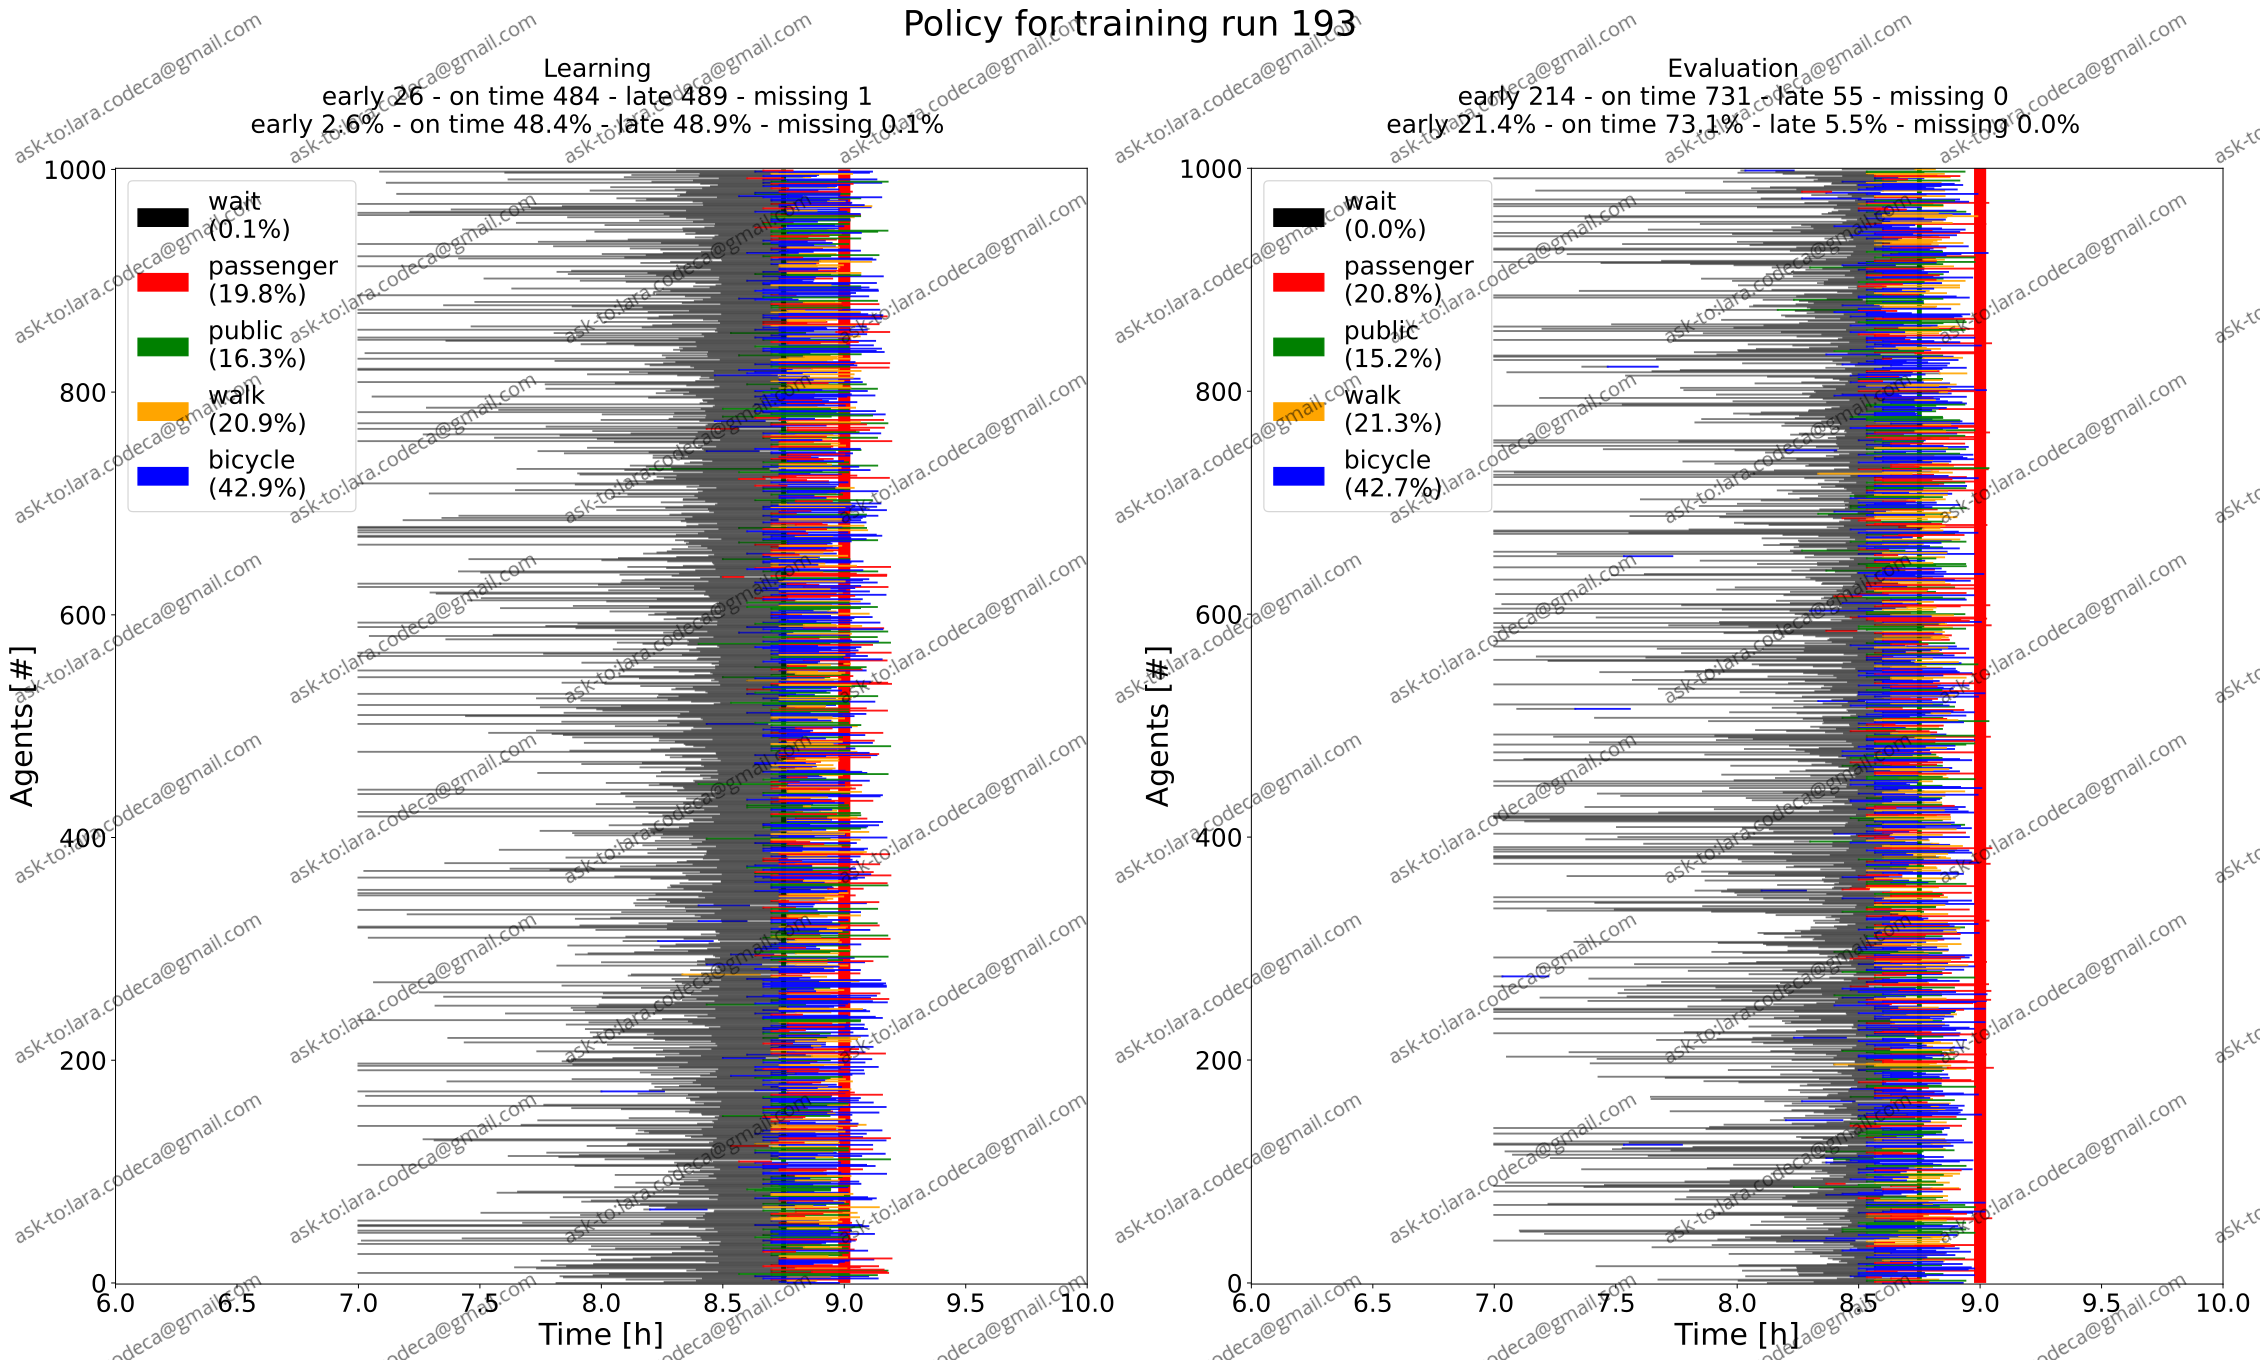 Policy for training run 193
Learning
early 26 - on time 484 - late 489 - missing 1
early 2.6% - on time 48.4% - late 48.9% - missing 0.1%
1000
800
600
400
200
0
Agents [#]
wait
(0.1%)
passenger
(19.8%)
public
(16.3%)
walk
(20.9%)
bicycle
(42.9%)
6.0 6.5 7.0 7.5 8.0 8.5 9.0 9.5 10.0
Time [h]
Evaluation
early 214 - on time 731 - late 55 - missing 0
early 21.4% - on time 73.1% - late 5.5% - missing 0.0%
1000
800
600
400
200
0
Agents [#]
wait
(0.0%)
passenger
(20.8%)
public
(15.2%)
walk
(21.3%)
bicycle
(42.7%)
6.0 6.5 7.0 7.5 8.0 8.5 9.0 9.5 10.0
Time [h]
ask-to:lara.codeca@gmail.com